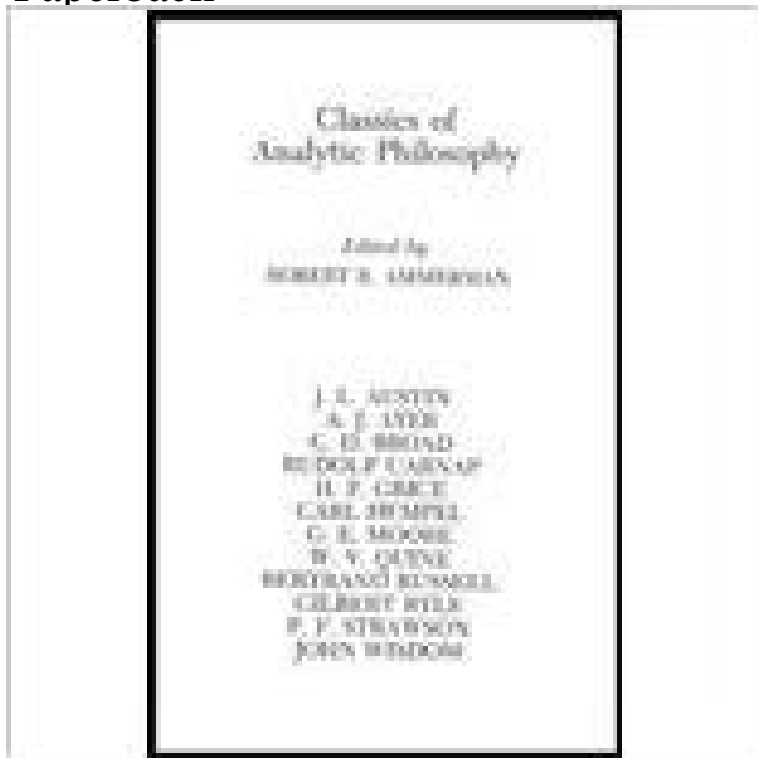 Classics of
Analytic Philosophy
Edited by
ROBERT R. AMMERMAN
J. L. AUSTIN
A. J. AYER
C. D. BROAD
RUDOLF CARNAP
H. P. GRICE
CARL HEMPEL
G. E. MOORE
W. V. QUINE
BERTRAND RUSSELL
GILBERT RYLE
P. F. STRAWSON
JOHN WISDOM